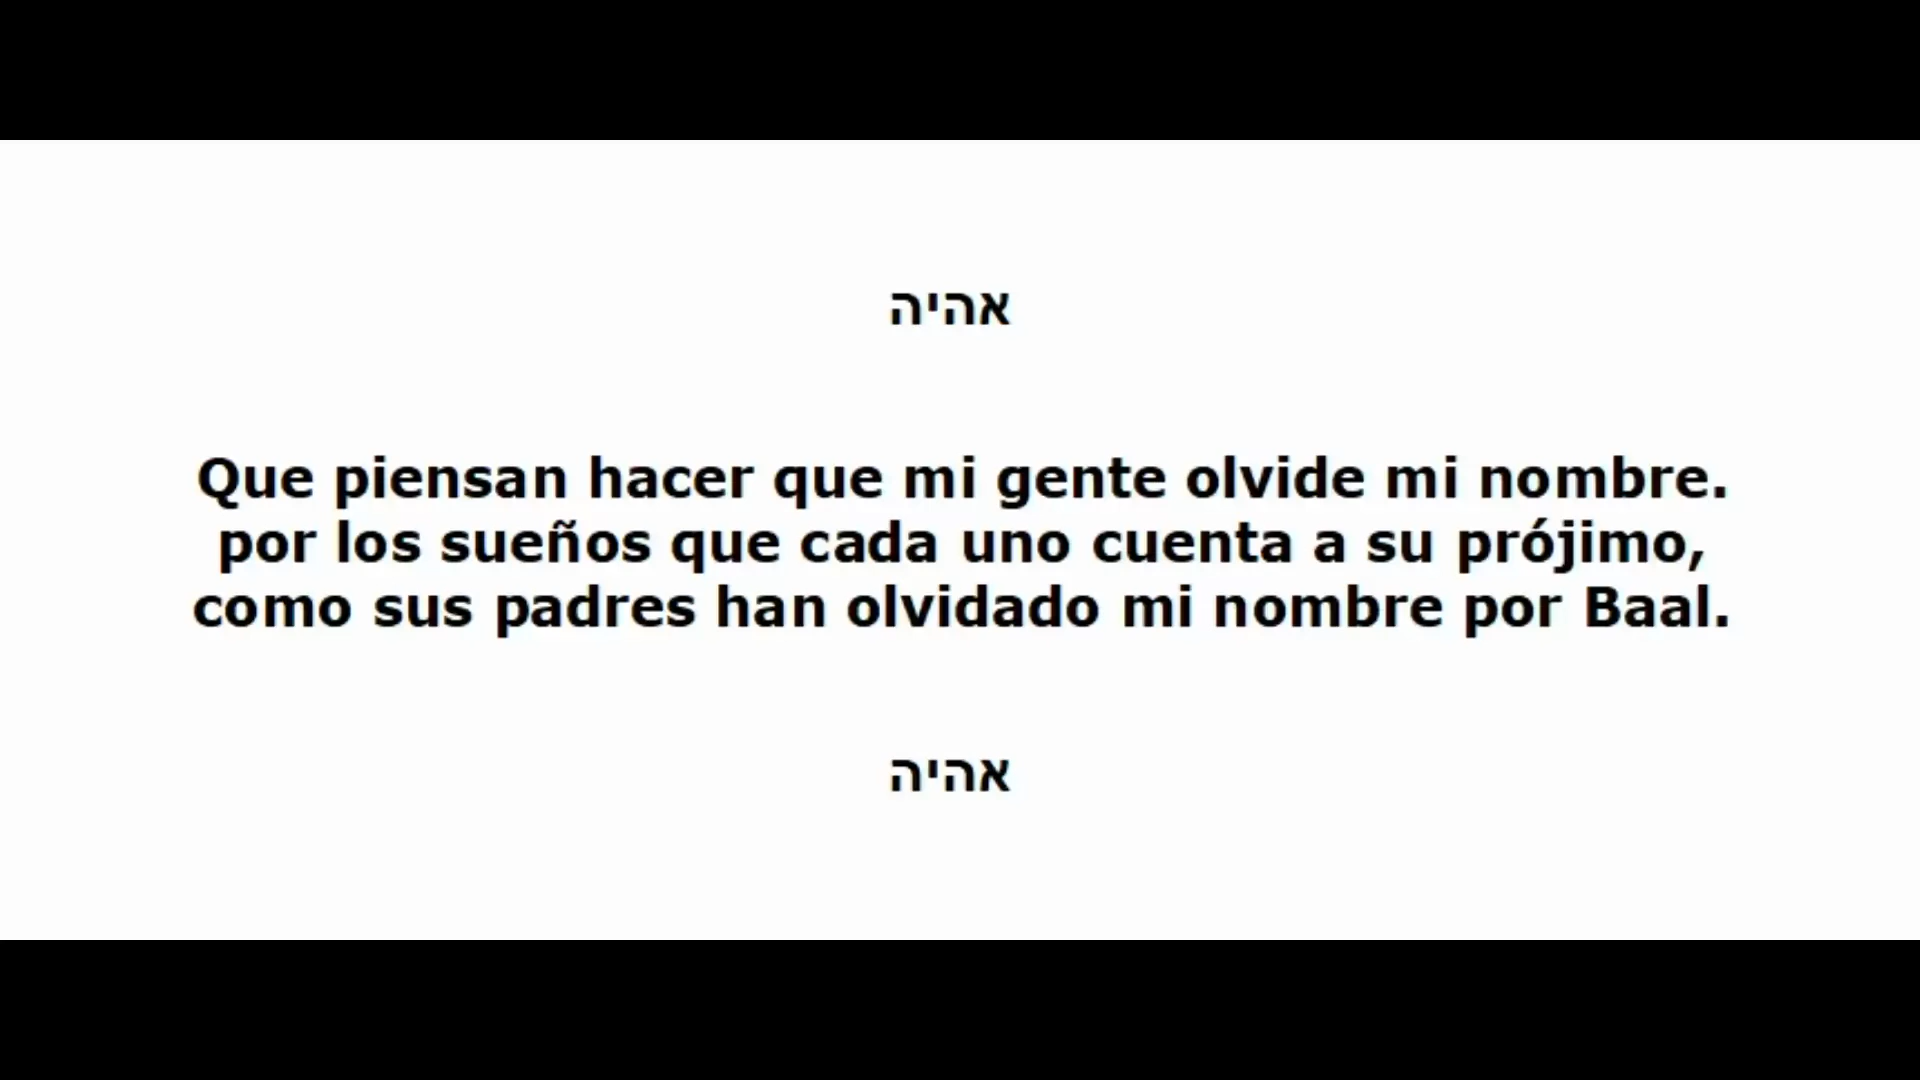 אהיה
Que piensan hacer que mi gente olvide mi nombre.
por los sueños que cada uno cuenta a su prójimo,
como sus padres han olvidado mi nombre por Baal.
אהיה